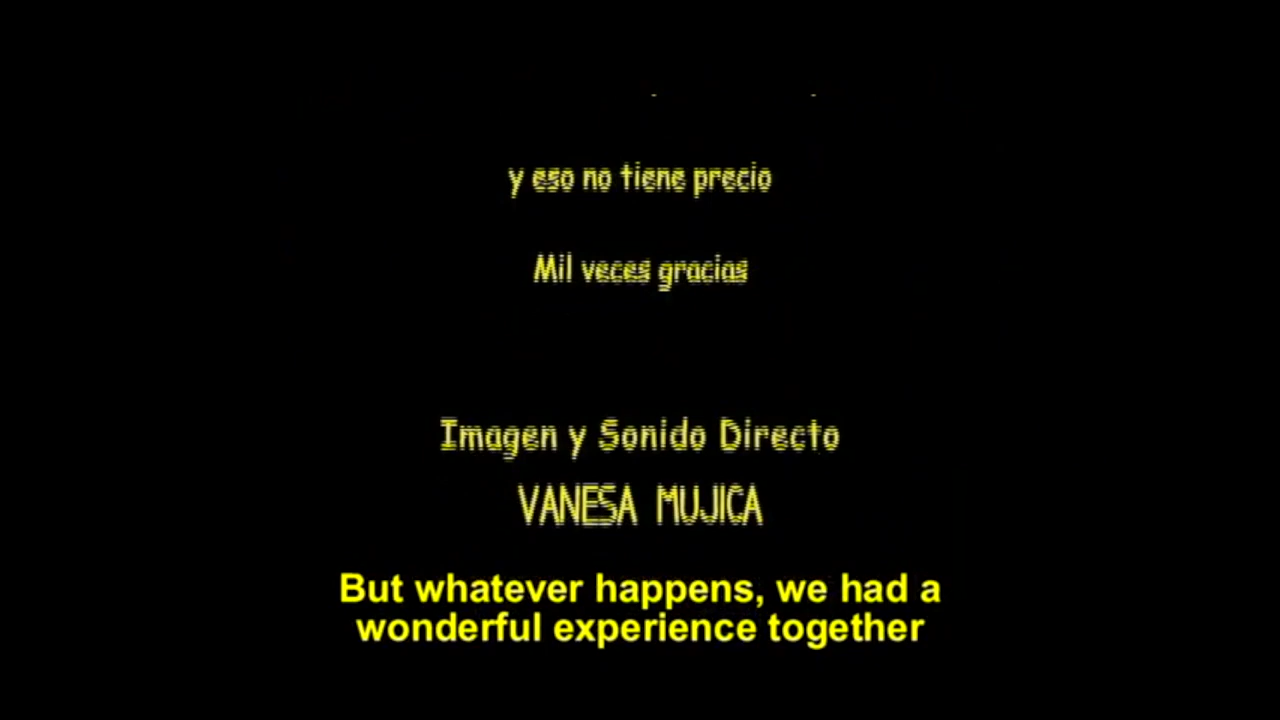 y eso no tiene precio
Mil veces gracias
Imagen y Sonido Directo
VANESA MUJICA
But whatever happens, we had a
wonderful experience together